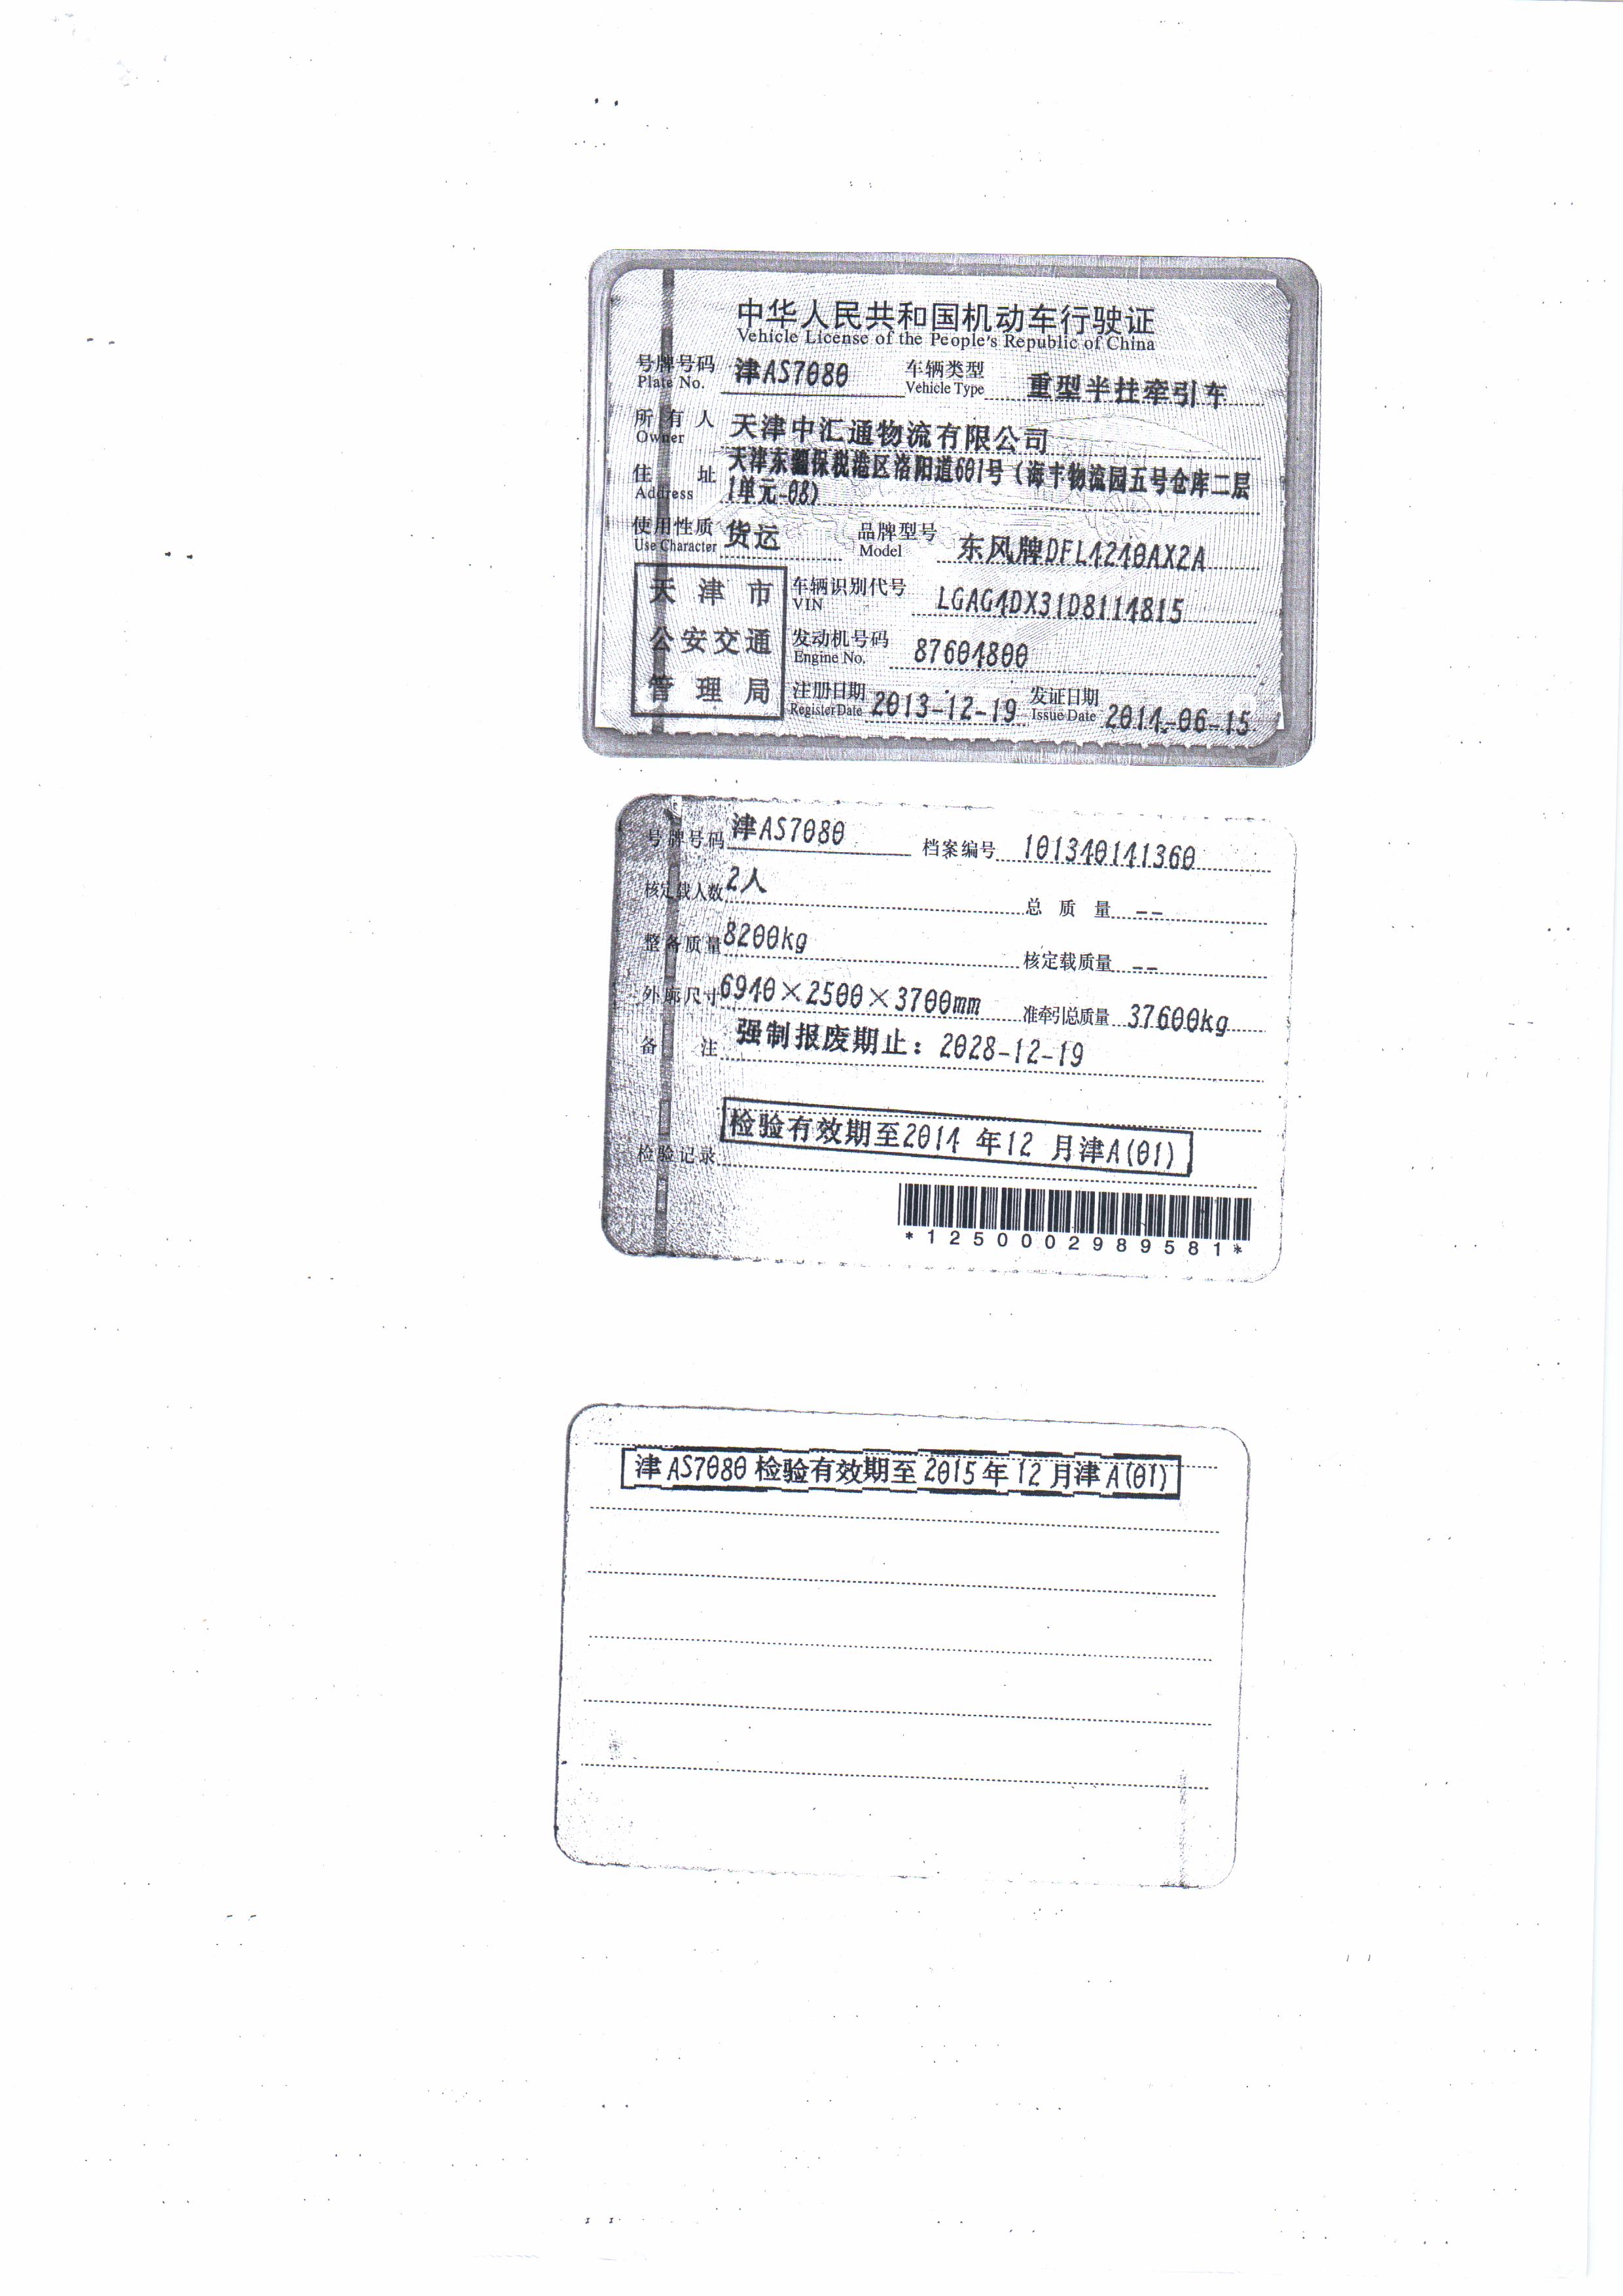 中华人民共和国机动车行驶证
Vehicle License of the People's Republic of China
号牌号码 津AS7080 车辆类型 重型半挂牵引车
Plate No. Vehicle Type
所有人 天津中汇通物流有限公司
Owner
住址 天津东疆保税港区洛阳道601号（海丰物流园五号仓库二层
Address 1单元-08）
使用性质 货运 品牌型号 东风牌DFL4240AX2A
Use Character Model
天津市 车辆识别代号 LGAG4DX31D8114815
VIN
公安交通 发动机号码 87604800
Engine No.
管理局 注册日期 2013-12-19 发证日期 2014-06-15
Register Date Issue Date
号牌号码 津AS7080 档案编号 101340141360
核定载人数 2人 总质量 --
整备质量 8200kg 核定载质量 --
外廓尺寸 6940×2500×3700mm 准牵引总质量 37600kg
备注 强制报废期止：2028-12-19
检验有效期至2014年12月津A(01)
检验记录
*1250002989581*
津AS7080检验有效期至2015年12月津A(01)